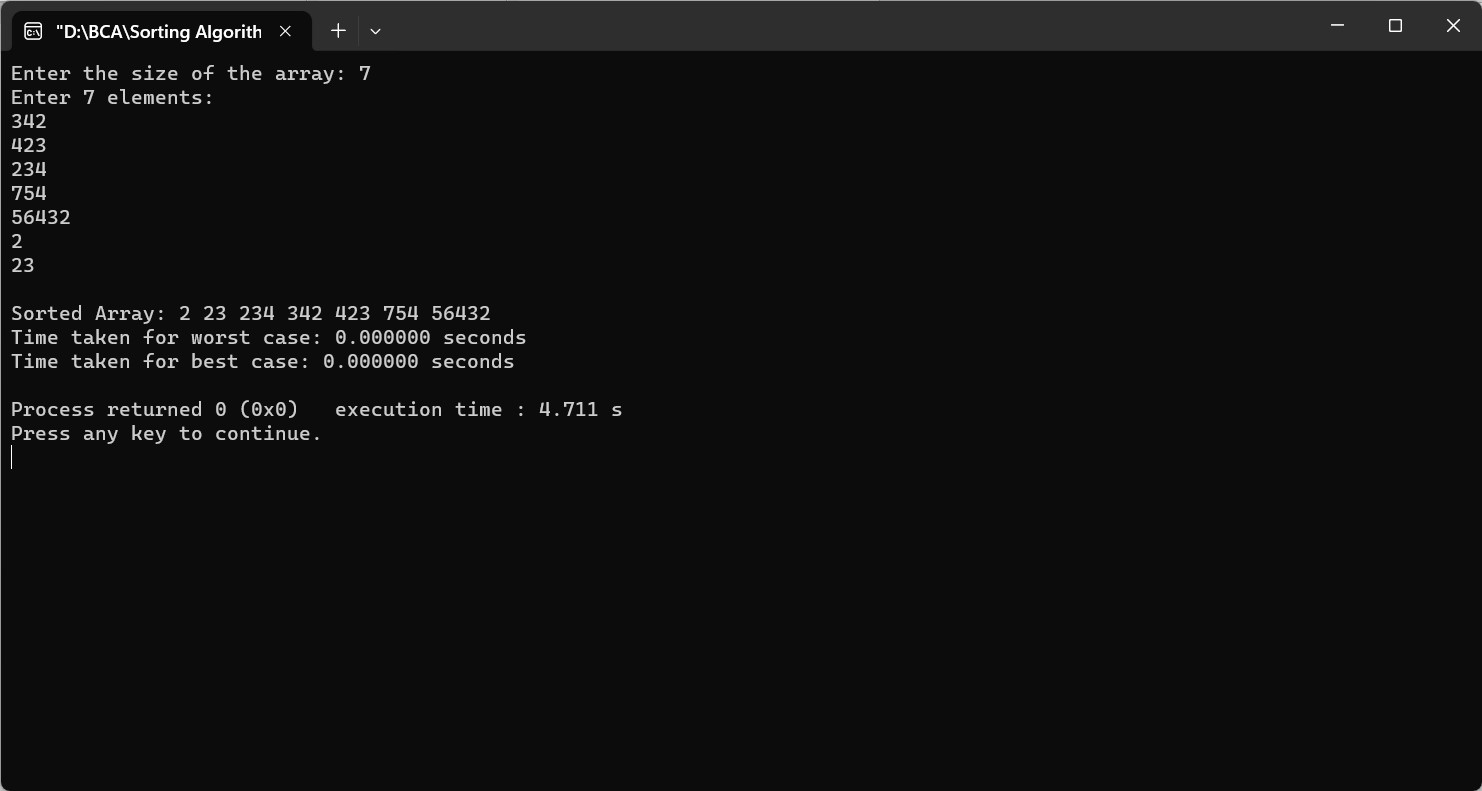 "D:\BCA\Sorting Algorith
Enter the size of the array: 7
Enter 7 elements:
342
423
234
754
56432
2
23
Sorted Array: 2 23 234 342 423 754 56432
Time taken for worst case: 0.000000 seconds
Time taken for best case: 0.000000 seconds
Process returned 0 (0x0)   execution time : 4.711 s
Press any key to continue.